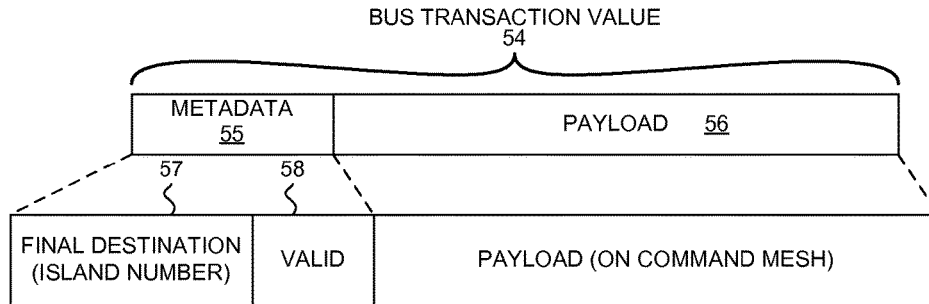 BUS TRANSACTION VALUE
54
METADATA
55
PAYLOAD 56
57
58
FINAL DESTINATION
(ISLAND NUMBER)
VALID
PAYLOAD (ON COMMAND MESH)